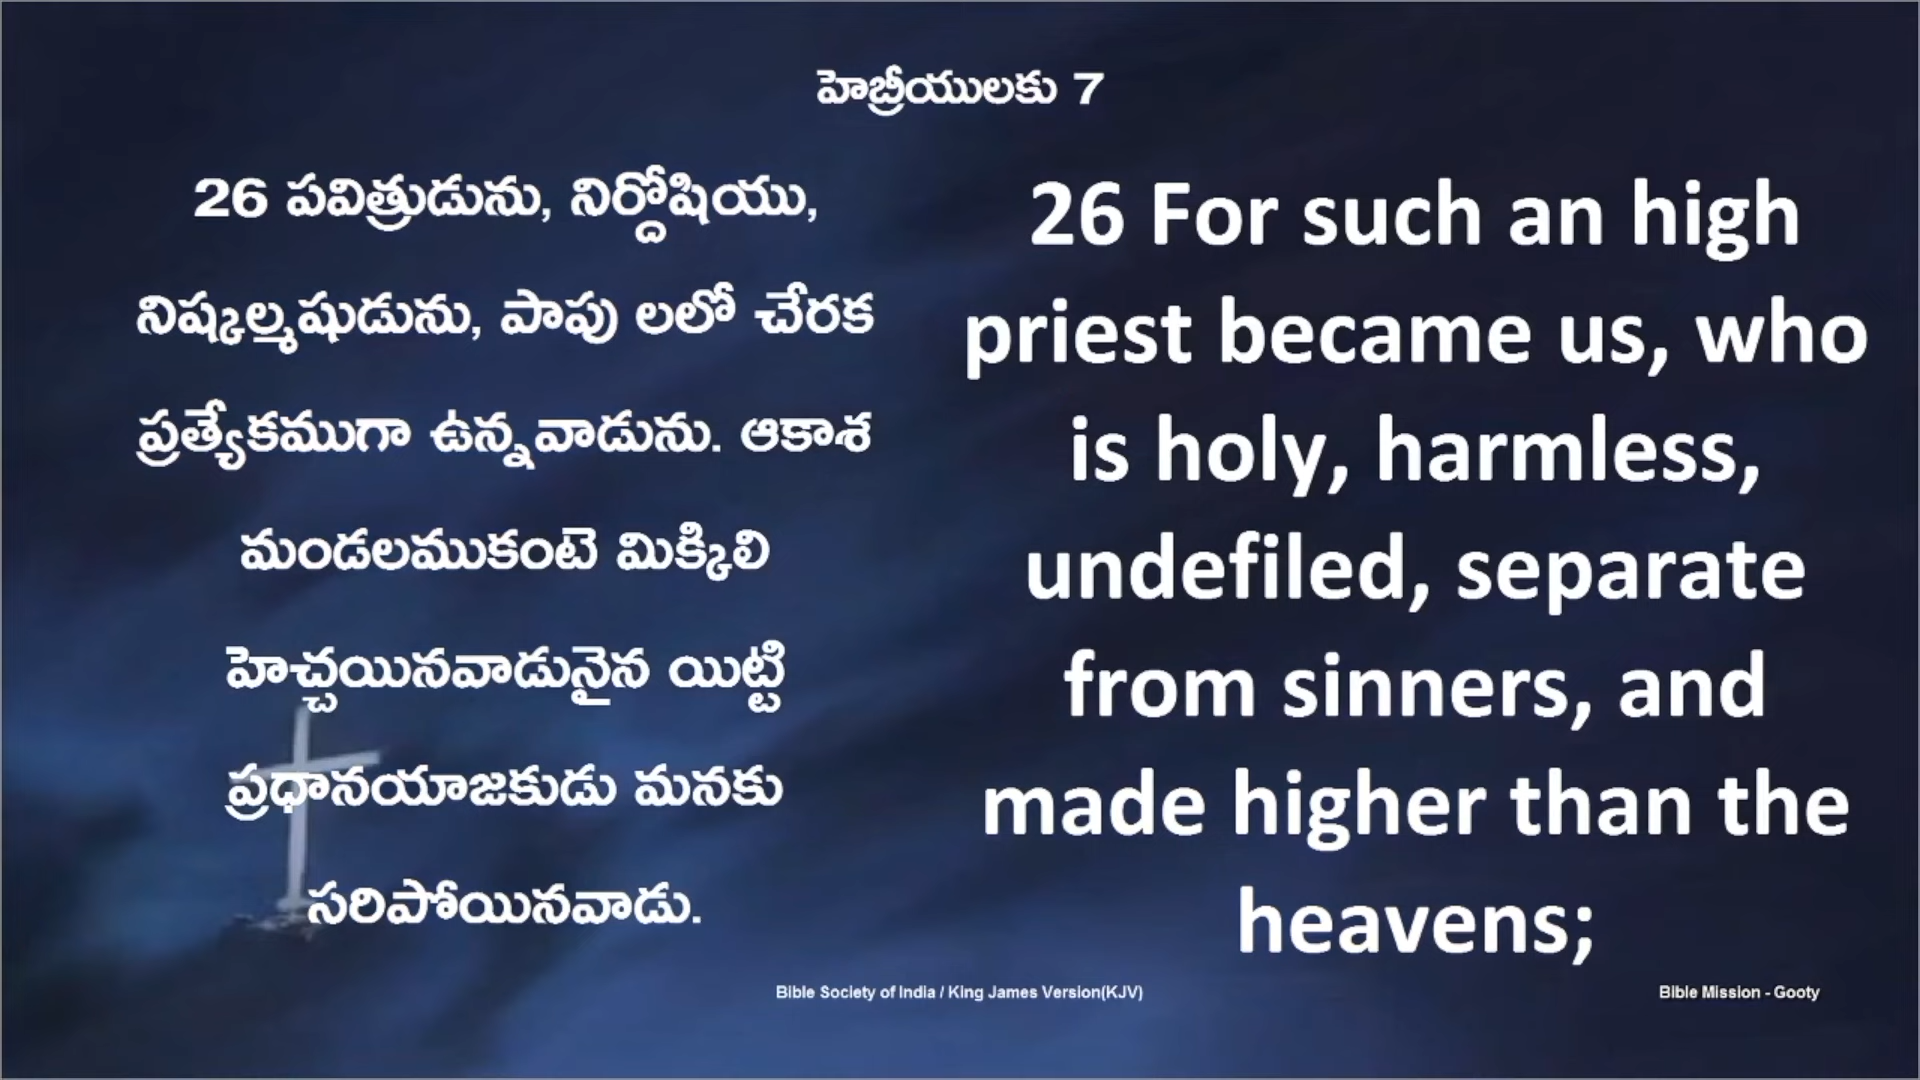 హెబ్రీయులకు 7
26 పవిత్రుడును, నిర్దోషియు,
నిష్కల్మషుడును, పాపు లలో చేరక
ప్రత్యేకముగా ఉన్నవాడును. ఆకాశ
మండలముకంటె మిక్కిలి
హెచ్చయినవాడునైన యిట్టి
ప్రధానయాజకుడు మనకు
సరిపోయినవాడు.
26 For such an high
priest became us, who
is holy, harmless,
undefiled, separate
from sinners, and
made higher than the
heavens;
Bible Society of India / King James Version(KJV)
Bible Mission - Gooty